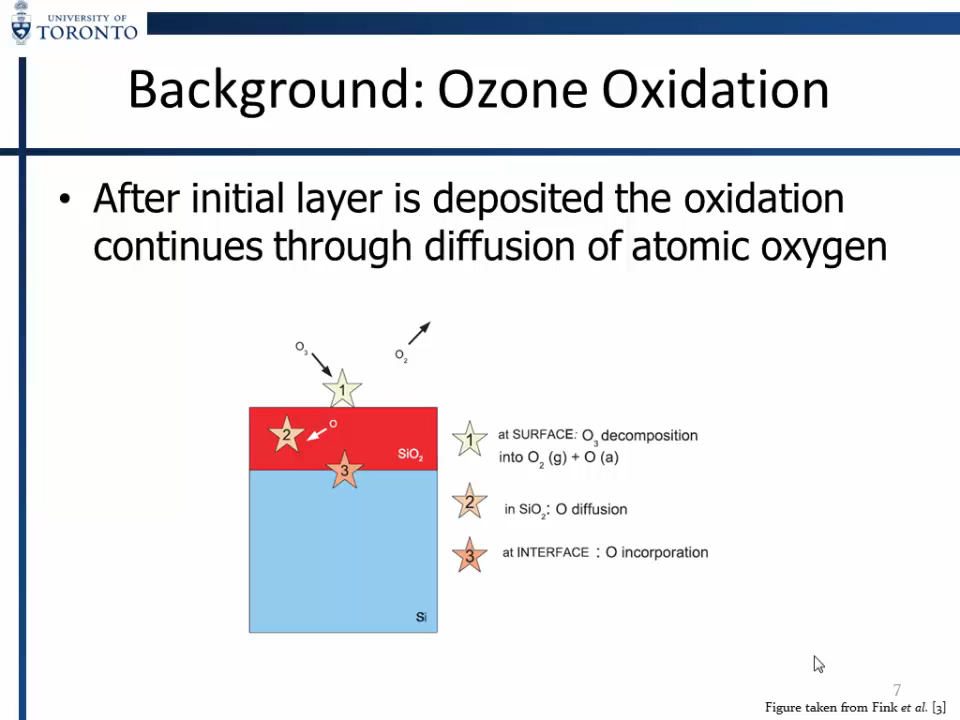 UNIVERSITY OF
TORONTO
Background: Ozone Oxidation
• After initial layer is deposited the oxidation
continues through diffusion of atomic oxygen
O₃
O₂
1
2
O
SiO₂
3
Si
1 at SURFACE: O₃ decomposition
into O₂ (g) + O (a)
2 in SiO₂: O diffusion
3 at INTERFACE : O incorporation
7
Figure taken from Fink et al. [3]